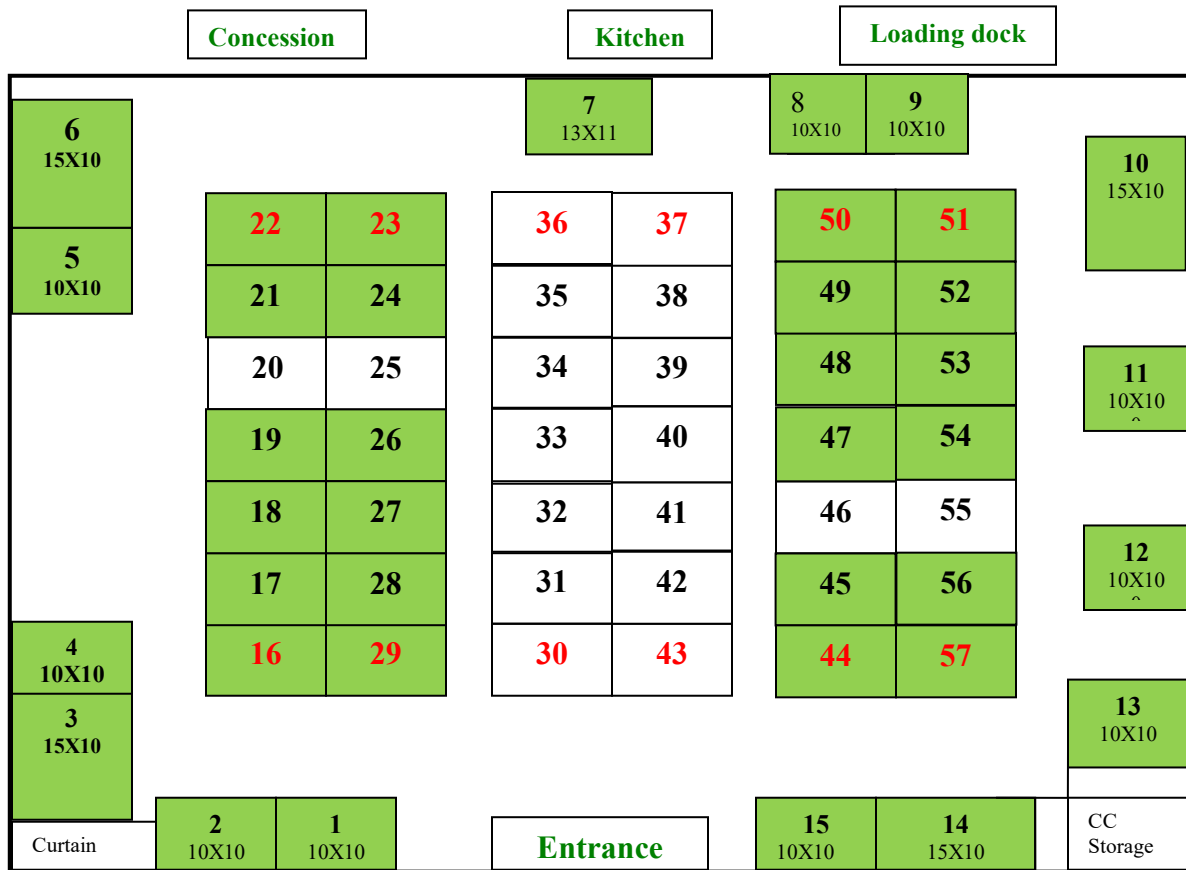 Concession
Kitchen
Loading dock
6
15X10
7
13X11
8
10X10
9
10X10
10
15X10
5
10X10
22 23 36 37 50 51
21 24 35 38 49 52
20 25 34 39 48 53
11
10X10
19 26 33 40 47 54
18 27 32 41 46 55
12
10X10
17 28 31 42 45 56
4
10X10
16 29 30 43 44 57
3
15X10
13
10X10
Curtain
2
10X10
1
10X10
Entrance
15
10X10
14
15X10
CC
Storage